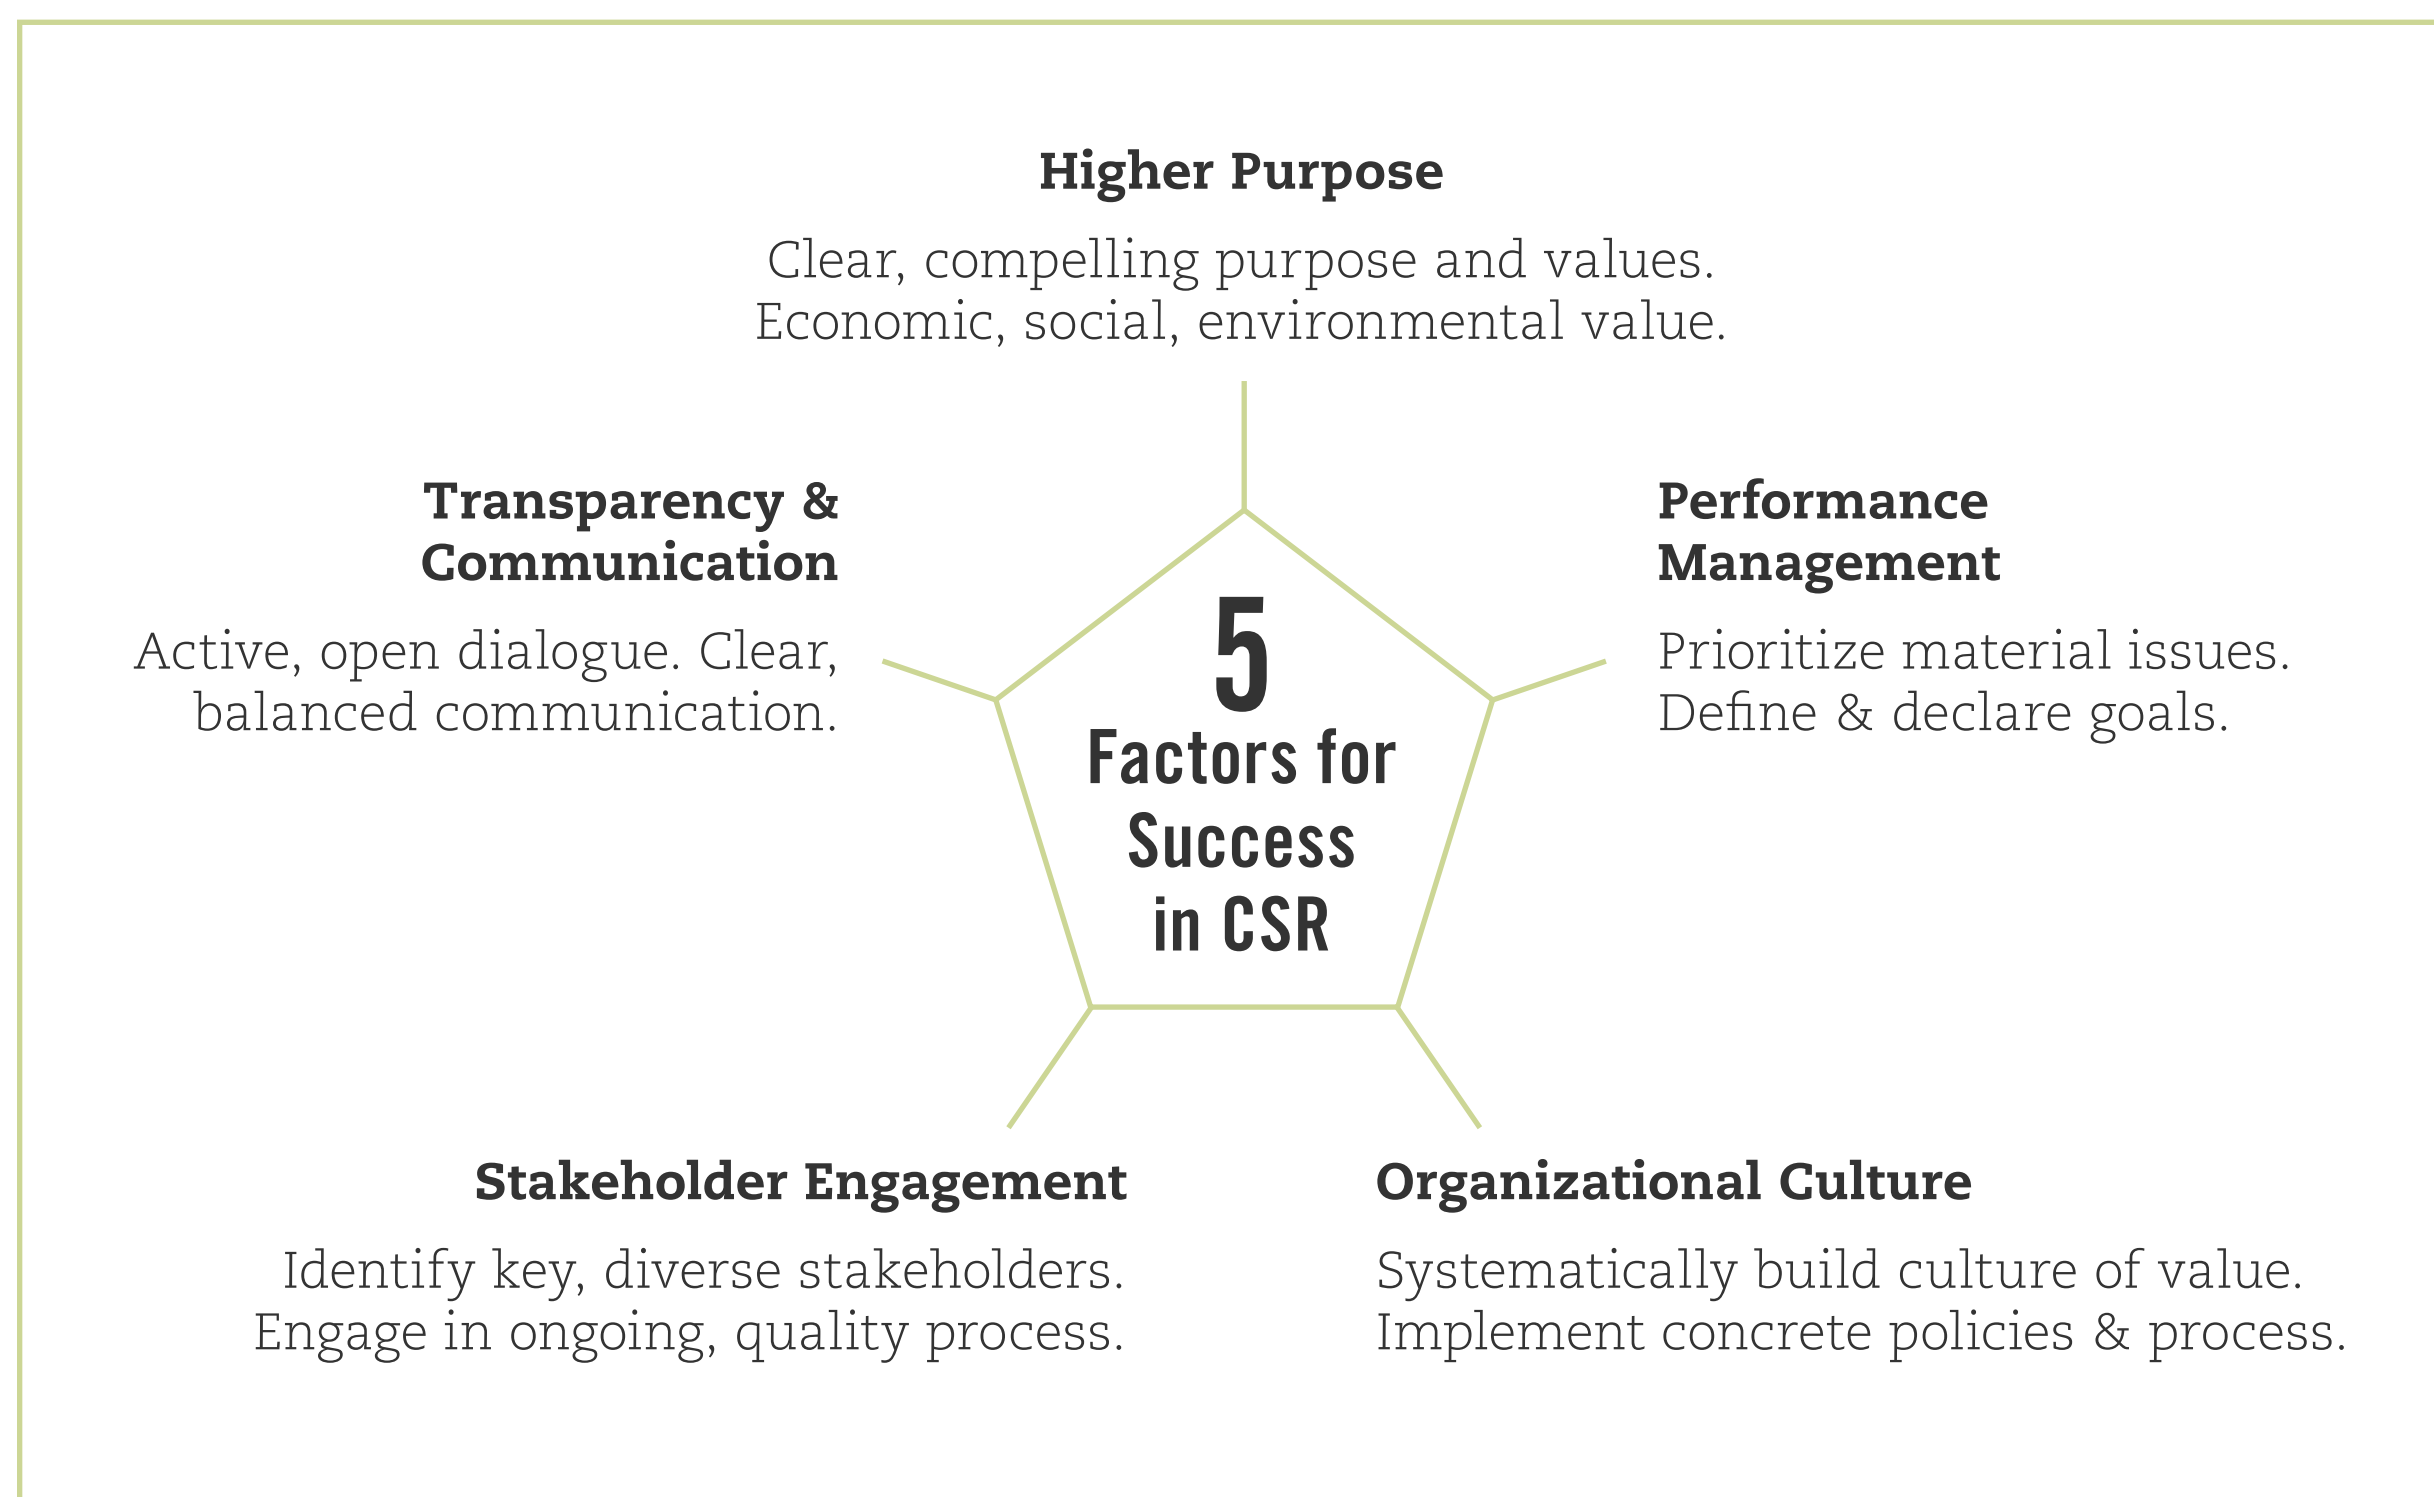 Higher Purpose
Clear, compelling purpose and values.
Economic, social, environmental value.
Transparency &
Communication
Active, open dialogue. Clear,
balanced communication.
Performance
Management
Prioritize material issues.
Define & declare goals.
5
Factors for
Success
in CSR
Stakeholder Engagement
Identify key, diverse stakeholders.
Engage in ongoing, quality process.
Organizational Culture
Systematically build culture of value.
Implement concrete policies & process.